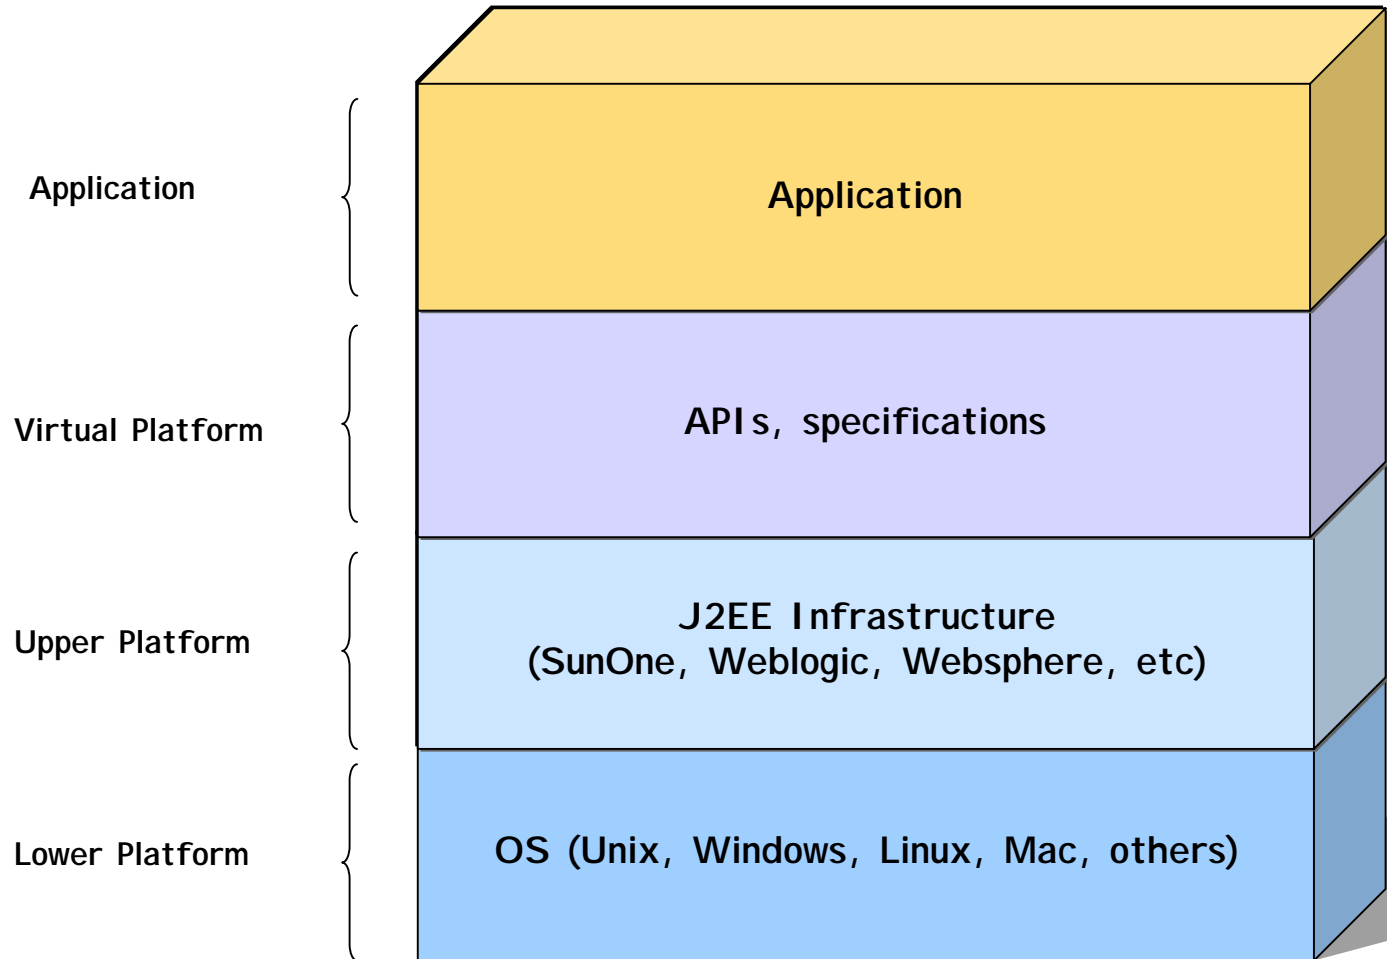 Application
Application
Virtual Platform
APIs, specifications
Upper Platform
J2EE Infrastructure
(SunOne, Weblogic, Websphere, etc)
Lower Platform
OS (Unix, Windows, Linux, Mac, others)